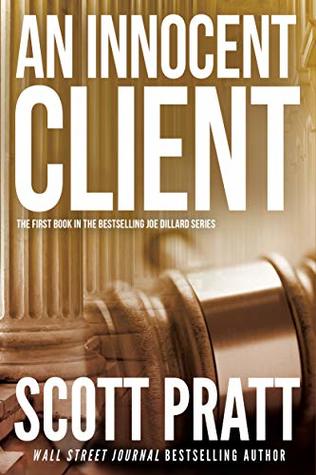 AN INNOCENT
CLIENT
THE FIRST BOOK IN THE BESTSELLING JOE DILLARD SERIES
SCOTT PRATT
WALL STREET JOURNAL BESTSELLING AUTHOR